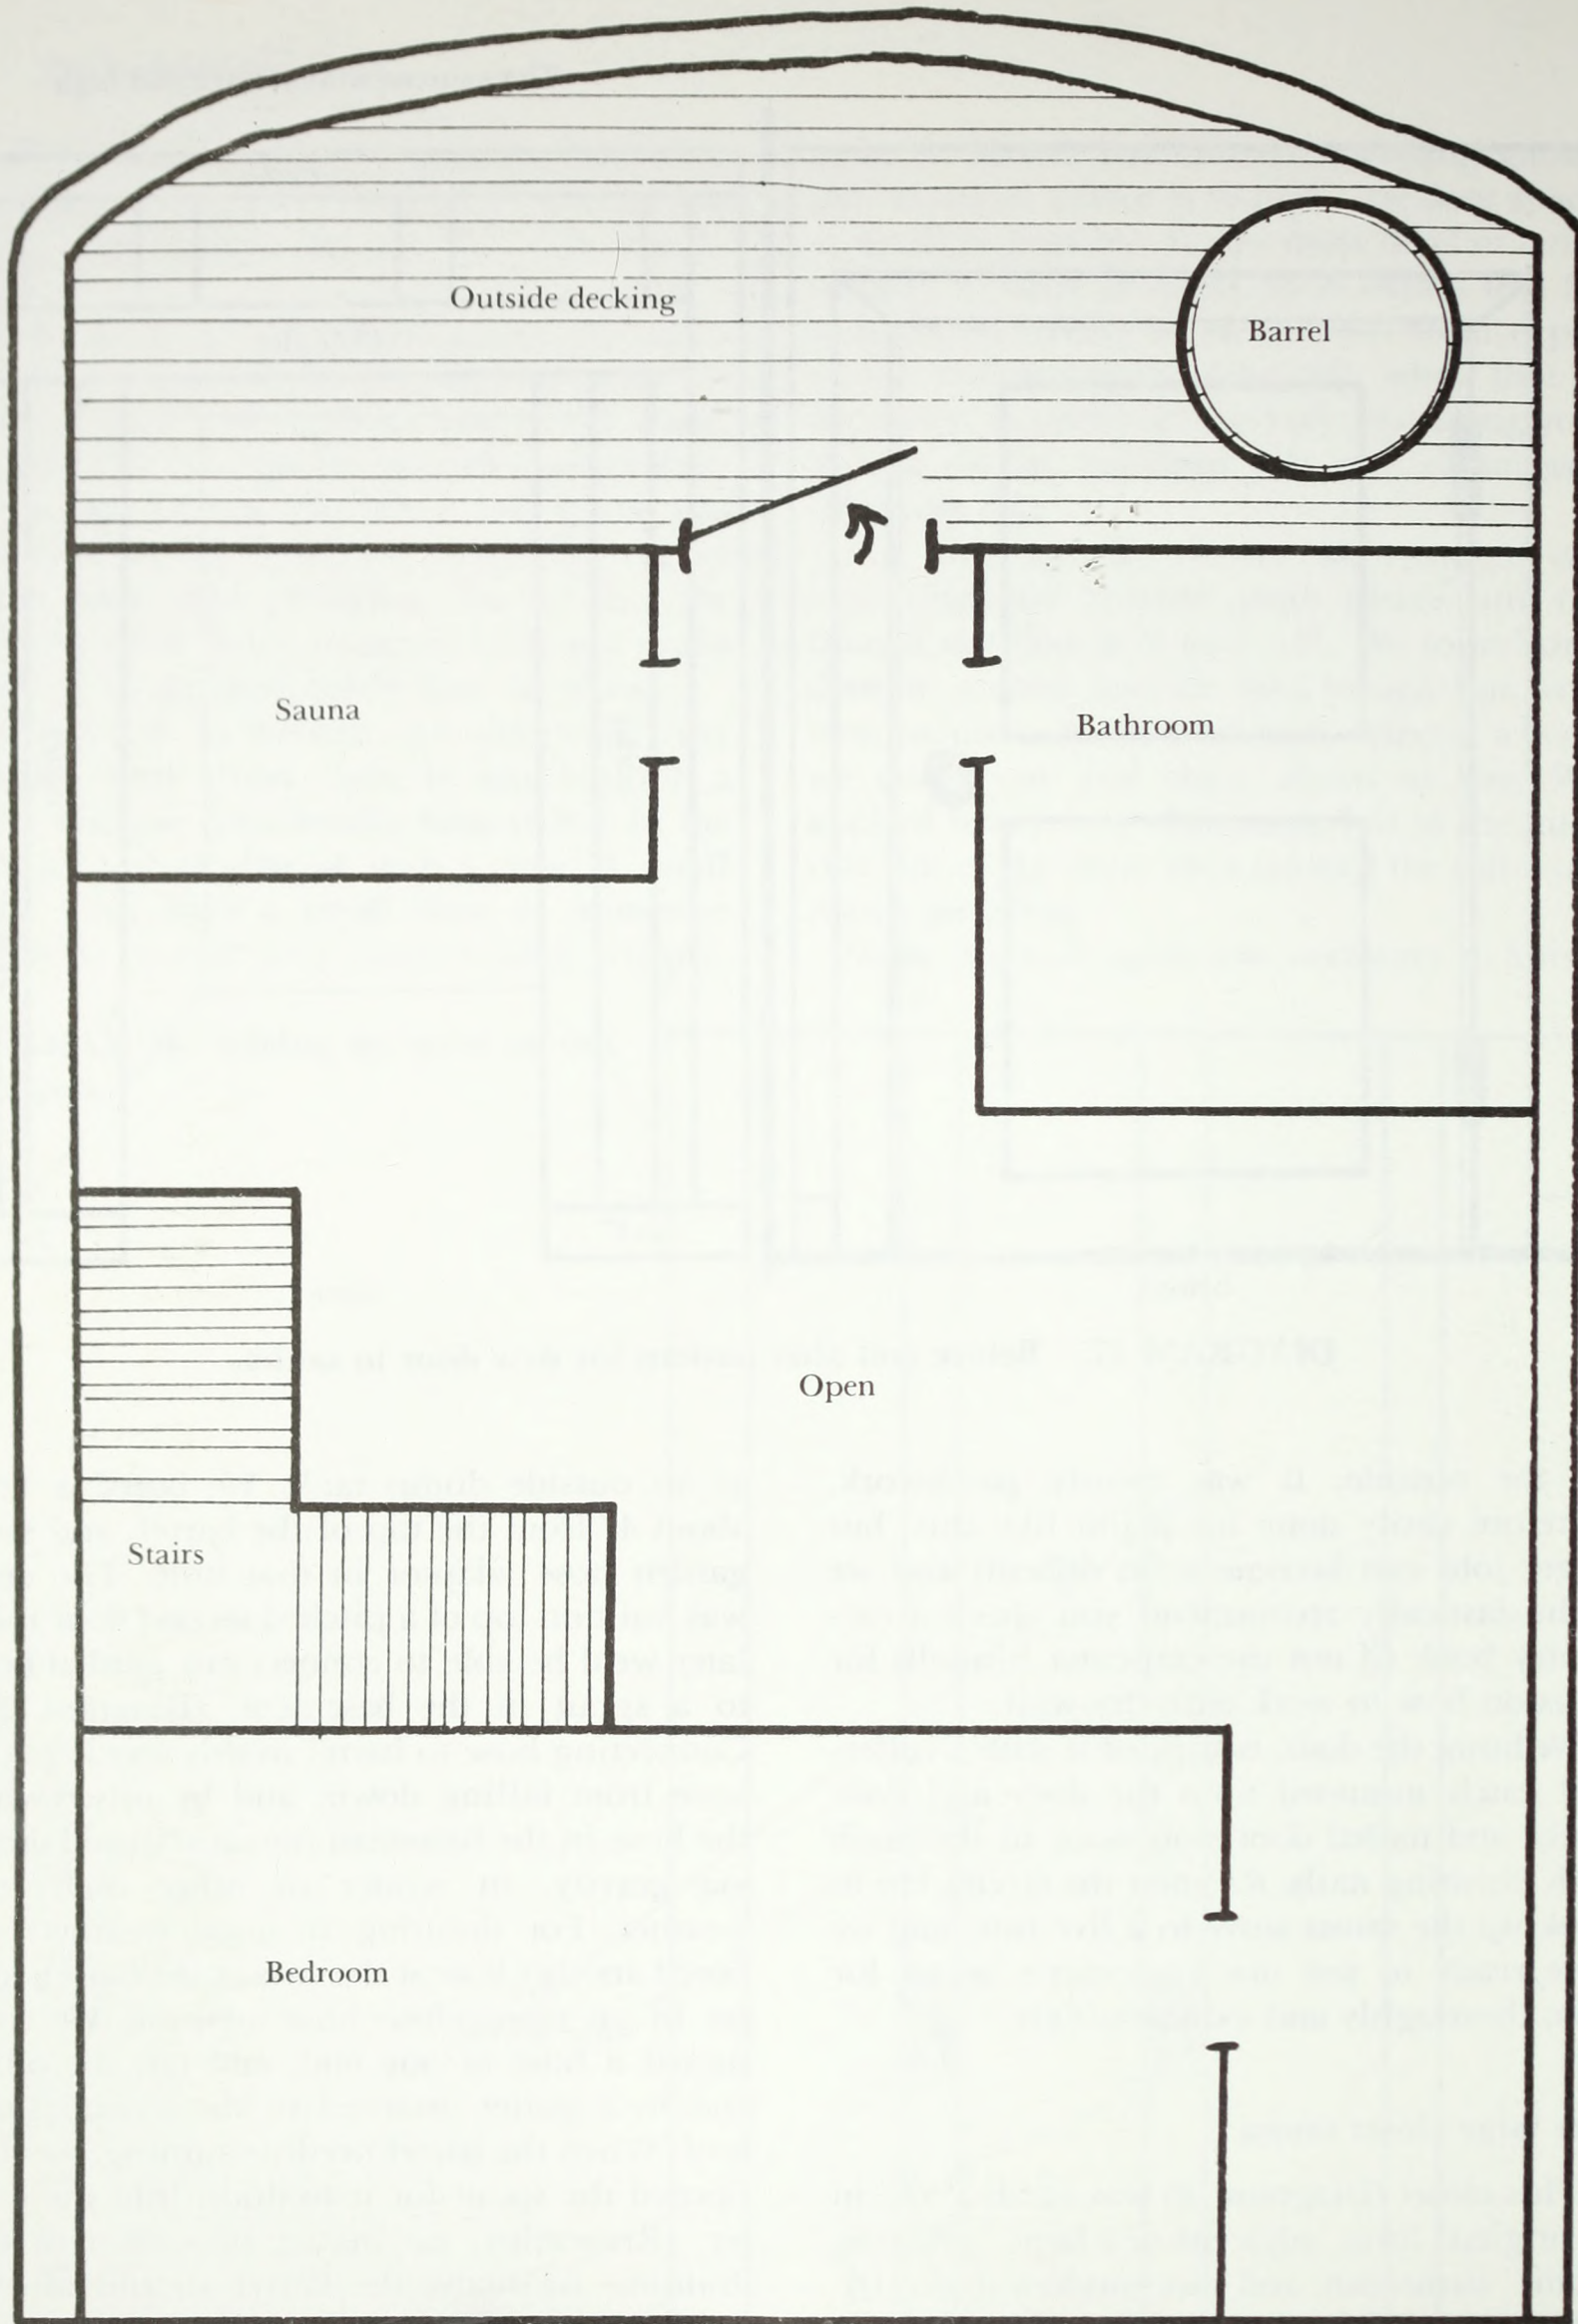 Outside decking
Barrel
Sauna
Bathroom
Open
Stairs
Bedroom